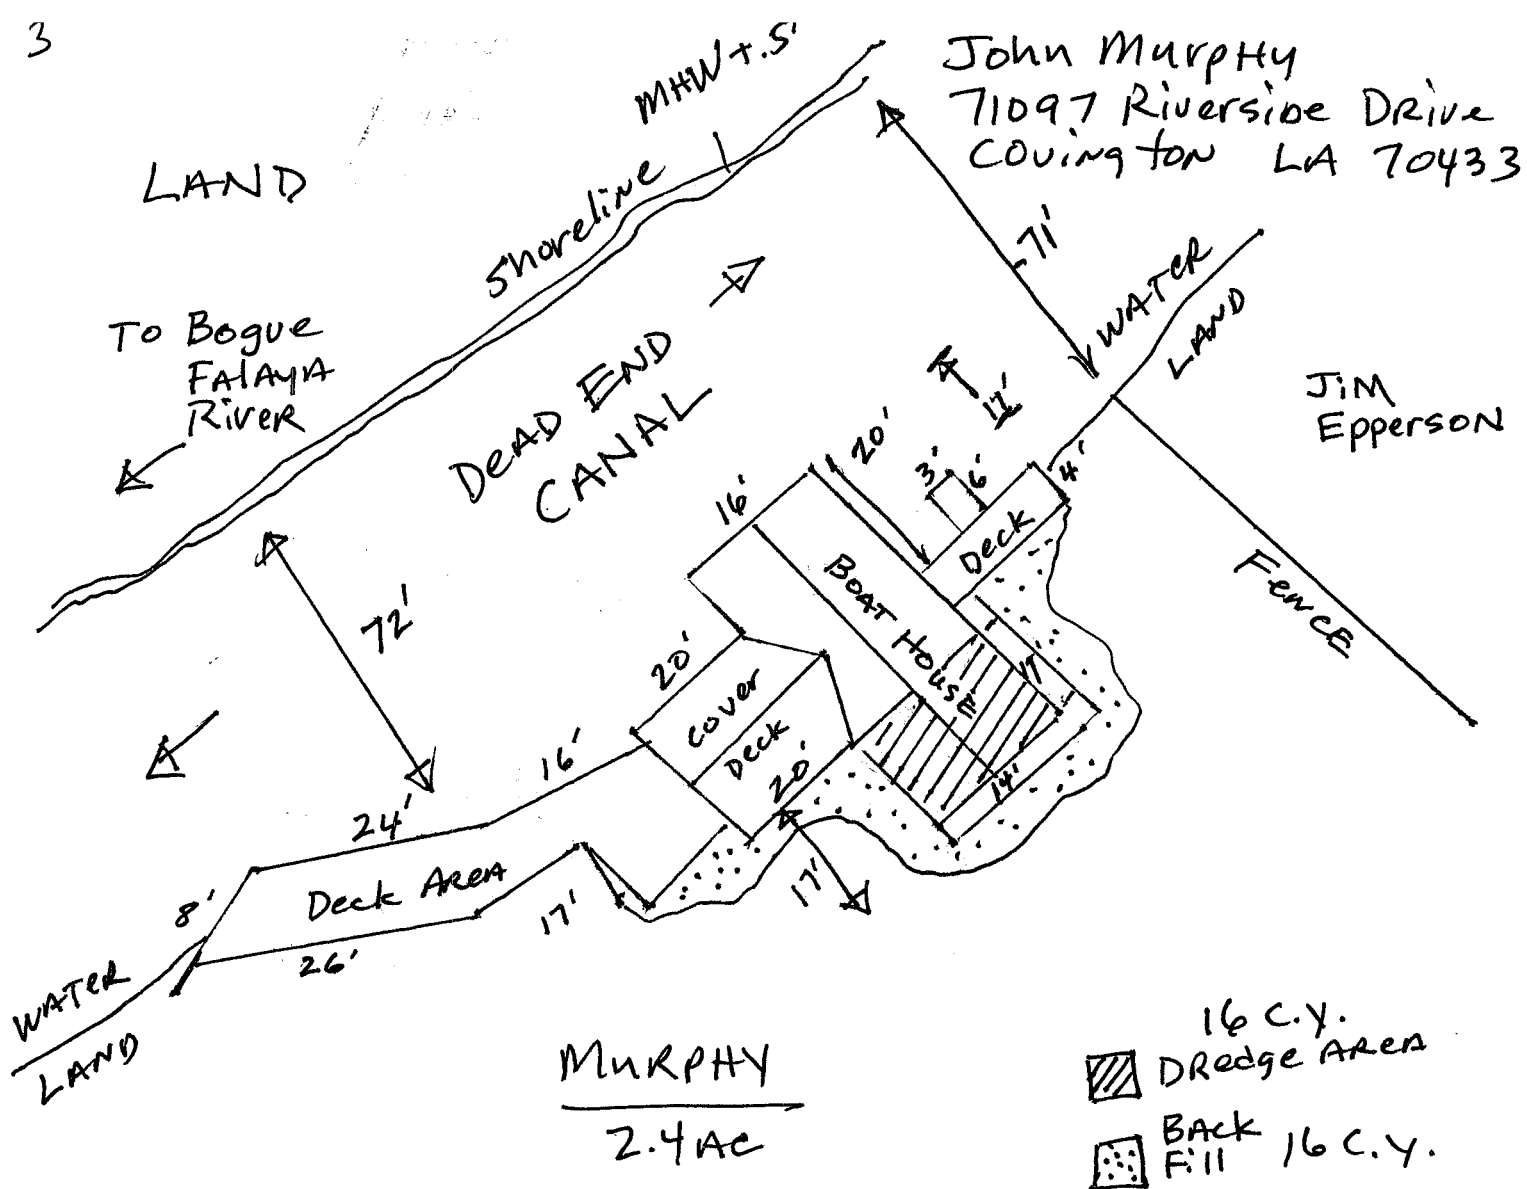 3
MHW +.5'
John Murphy
71097 Riverside Drive
Covington LA 70433
LAND
Shoreline
71'
WATER
LAND
To Bogue
Falaya
River
DEAD END
CANAL
Jim
Epperson
20'
3'
6'
4'
16'
Deck
BOAT HOUSE
Fence
72'
20'
17'
Cover
Deck
16'
20'
14'
24'
Deck Area
8'
17'
17'
26'
WATER
LAND
MURPHY
2.4 AC
16 C.Y.
DRedge AREA
BACK
Fill
16 C.Y.